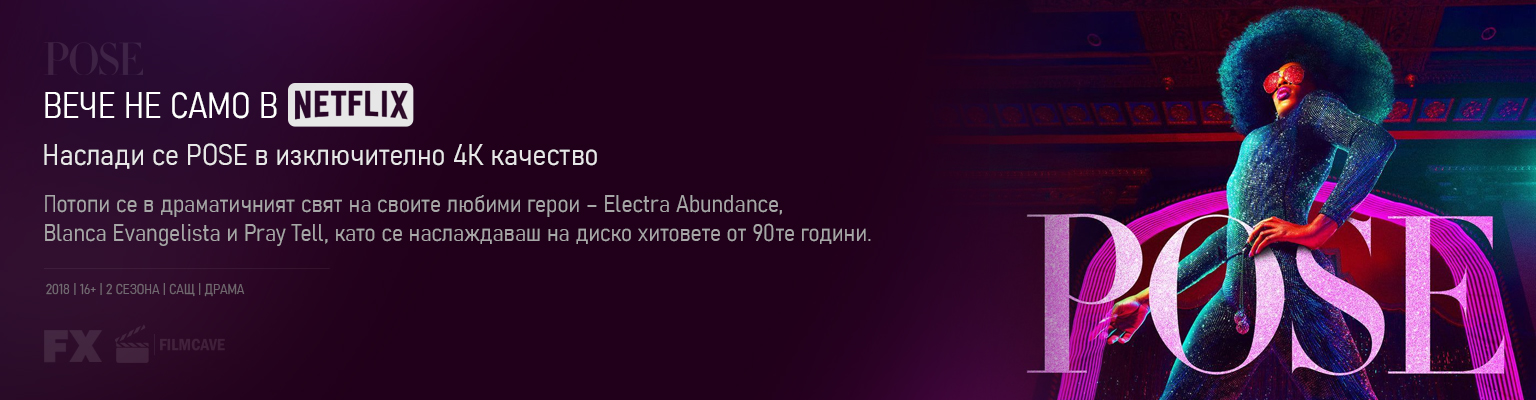 POSE
ВЕЧЕ НЕ САМО В NETFLIX
Наслади се POSE в изключително 4К качество
Потопи се в драматичният свят на своите любими герои – Electra Abundance,
Blanca Evangelista и Pray Tell, като се наслаждаваш на диско хитовете от 90те години.
2018 | 16+ | 2 СЕЗОНА | САЩ | ДРАМА
FX FILMCAVE
POSE